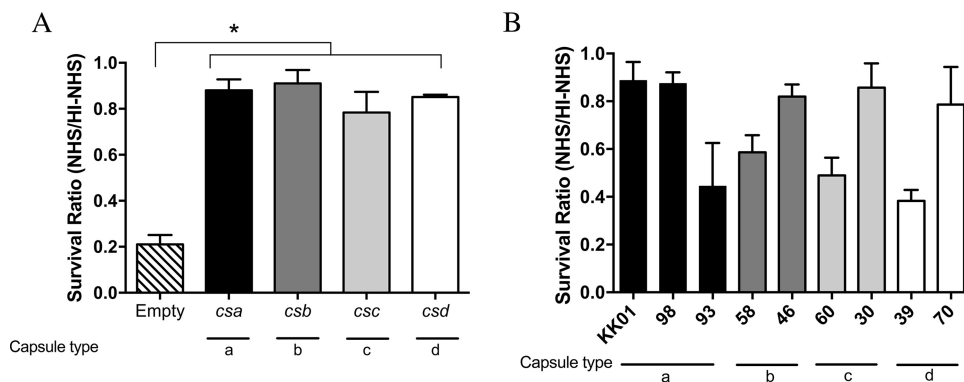 A
*
Survival Ratio (NHS/HI-NHS)
1.0
0.8
0.6
0.4
0.2
0.0
Empty csa csb csc csd
Capsule type a b c d
B
Survival Ratio (NHS/HI-NHS)
1.0
0.8
0.6
0.4
0.2
0.0
KK01 98 93 58 46 60 30 39 70
Capsule type a b c d